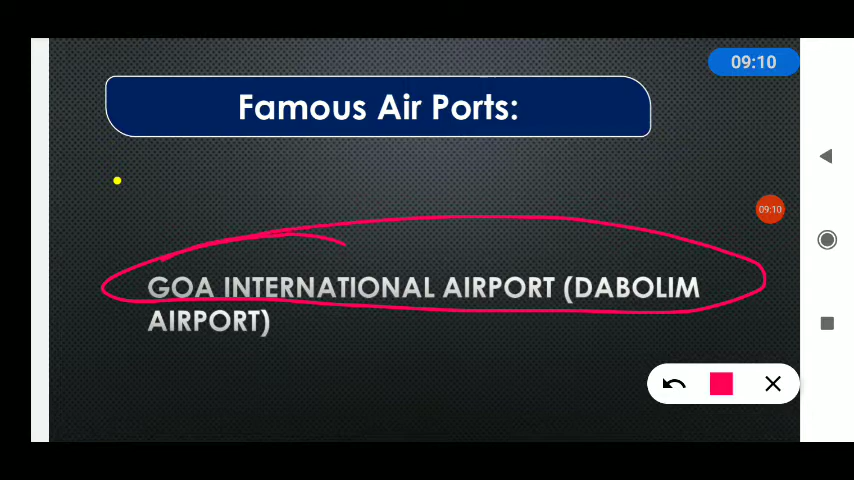 09:10
Famous Air Ports:
09:10
GOA INTERNATIONAL AIRPORT (DABOLIM
AIRPORT)